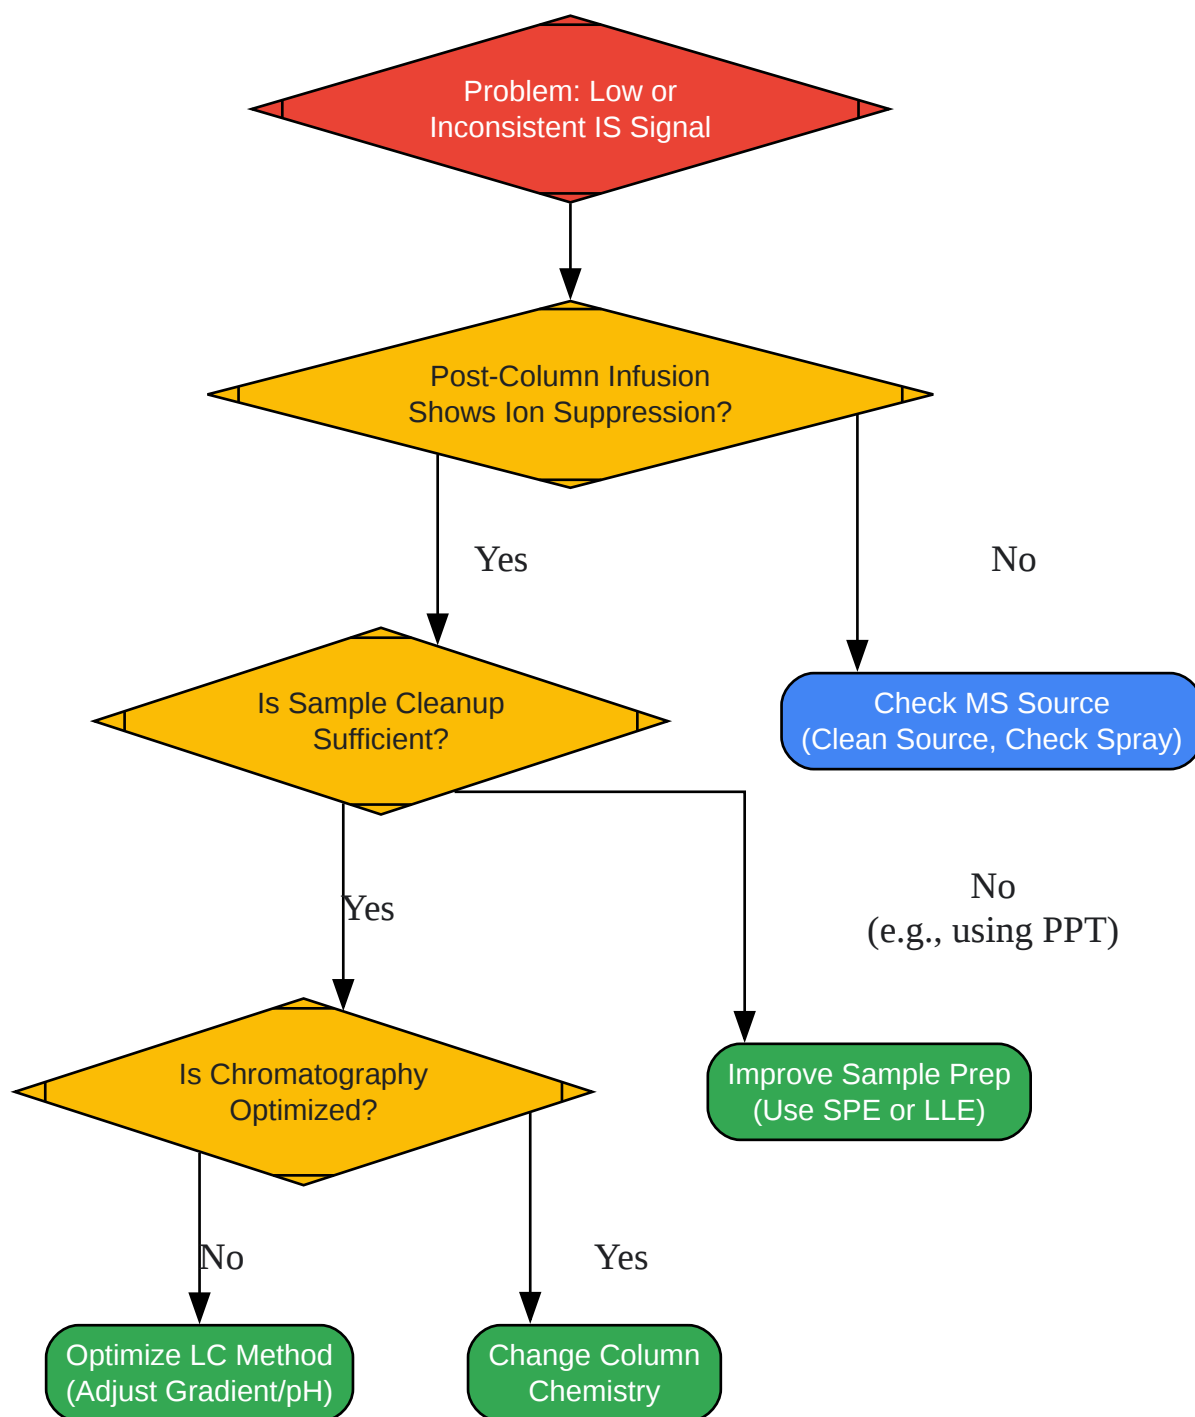 Problem: Low or
Inconsistent IS Signal
Post-Column Infusion
Shows Ion Suppression?
Yes
No
Is Sample Cleanup
Sufficient?
Check MS Source
(Clean Source, Check Spray)
Yes
No
(e.g., using PPT)
Is Chromatography
Optimized?
Improve Sample Prep
(Use SPE or LLE)
No
Yes
Optimize LC Method
(Adjust Gradient/pH)
Change Column
Chemistry